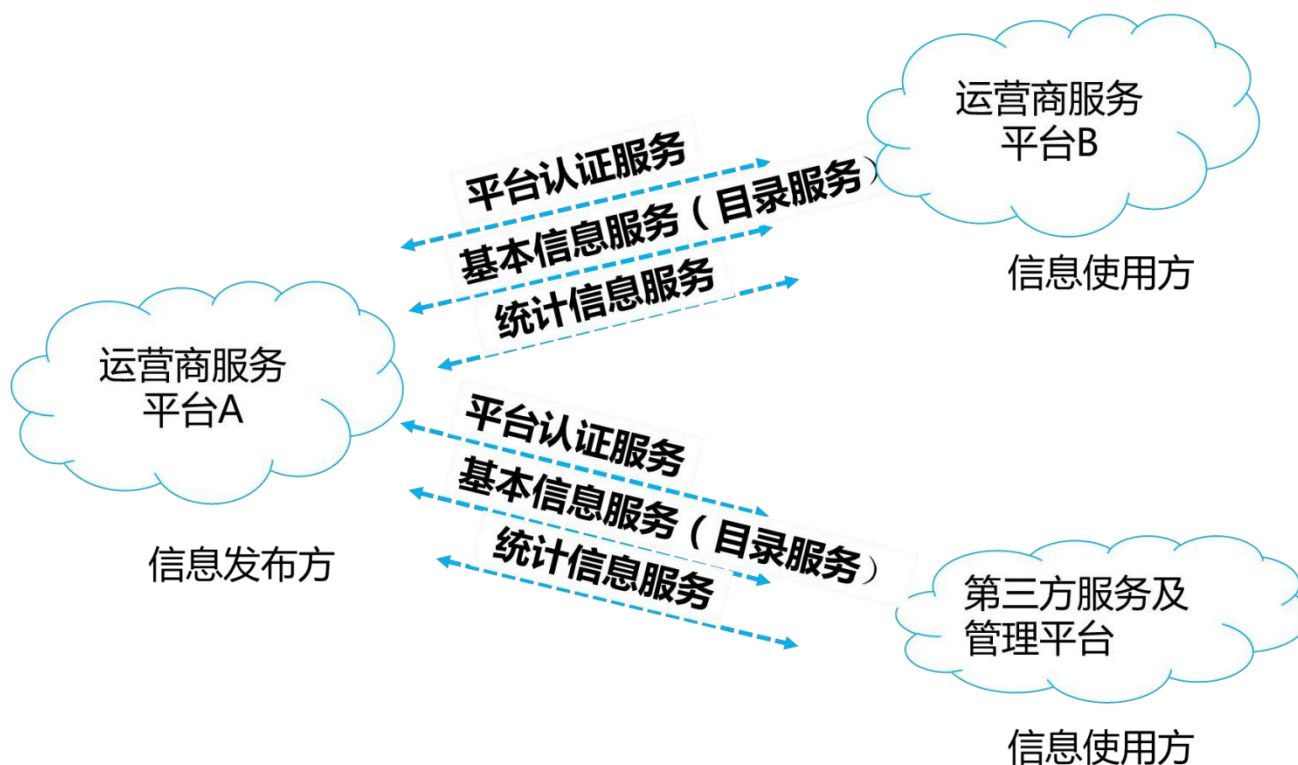 运营商服务
平台B
信息使用方
平台认证服务
基本信息服务（目录服务）
统计信息服务
运营商服务
平台A
信息发布方
平台认证服务
基本信息服务（目录服务）
统计信息服务
第三方服务及
管理平台
信息使用方